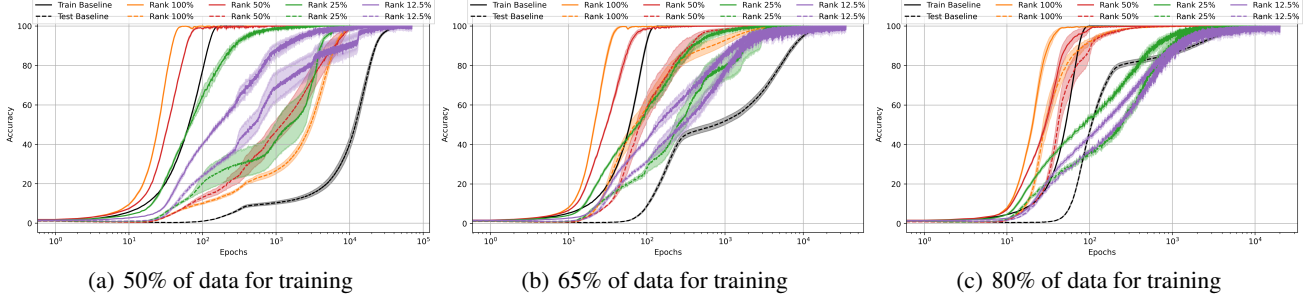 Train Baseline Rank 100% Rank 50% Rank 25% Rank 12.5%
Test Baseline Rank 100% Rank 50% Rank 25% Rank 12.5%
100
80
60
40
20
0
Accuracy
10^0 10^1 10^2 10^3 10^4 10^5
Epochs
(a) 50% of data for training
Train Baseline Rank 100% Rank 50% Rank 25% Rank 12.5%
Test Baseline Rank 100% Rank 50% Rank 25% Rank 12.5%
100
80
60
40
20
0
Accuracy
10^0 10^1 10^2 10^3 10^4
Epochs
(b) 65% of data for training
Train Baseline Rank 100% Rank 50% Rank 25% Rank 12.5%
Test Baseline Rank 100% Rank 50% Rank 25% Rank 12.5%
100
80
60
40
20
0
Accuracy
10^0 10^1 10^2 10^3 10^4
Epochs
(c) 80% of data for training